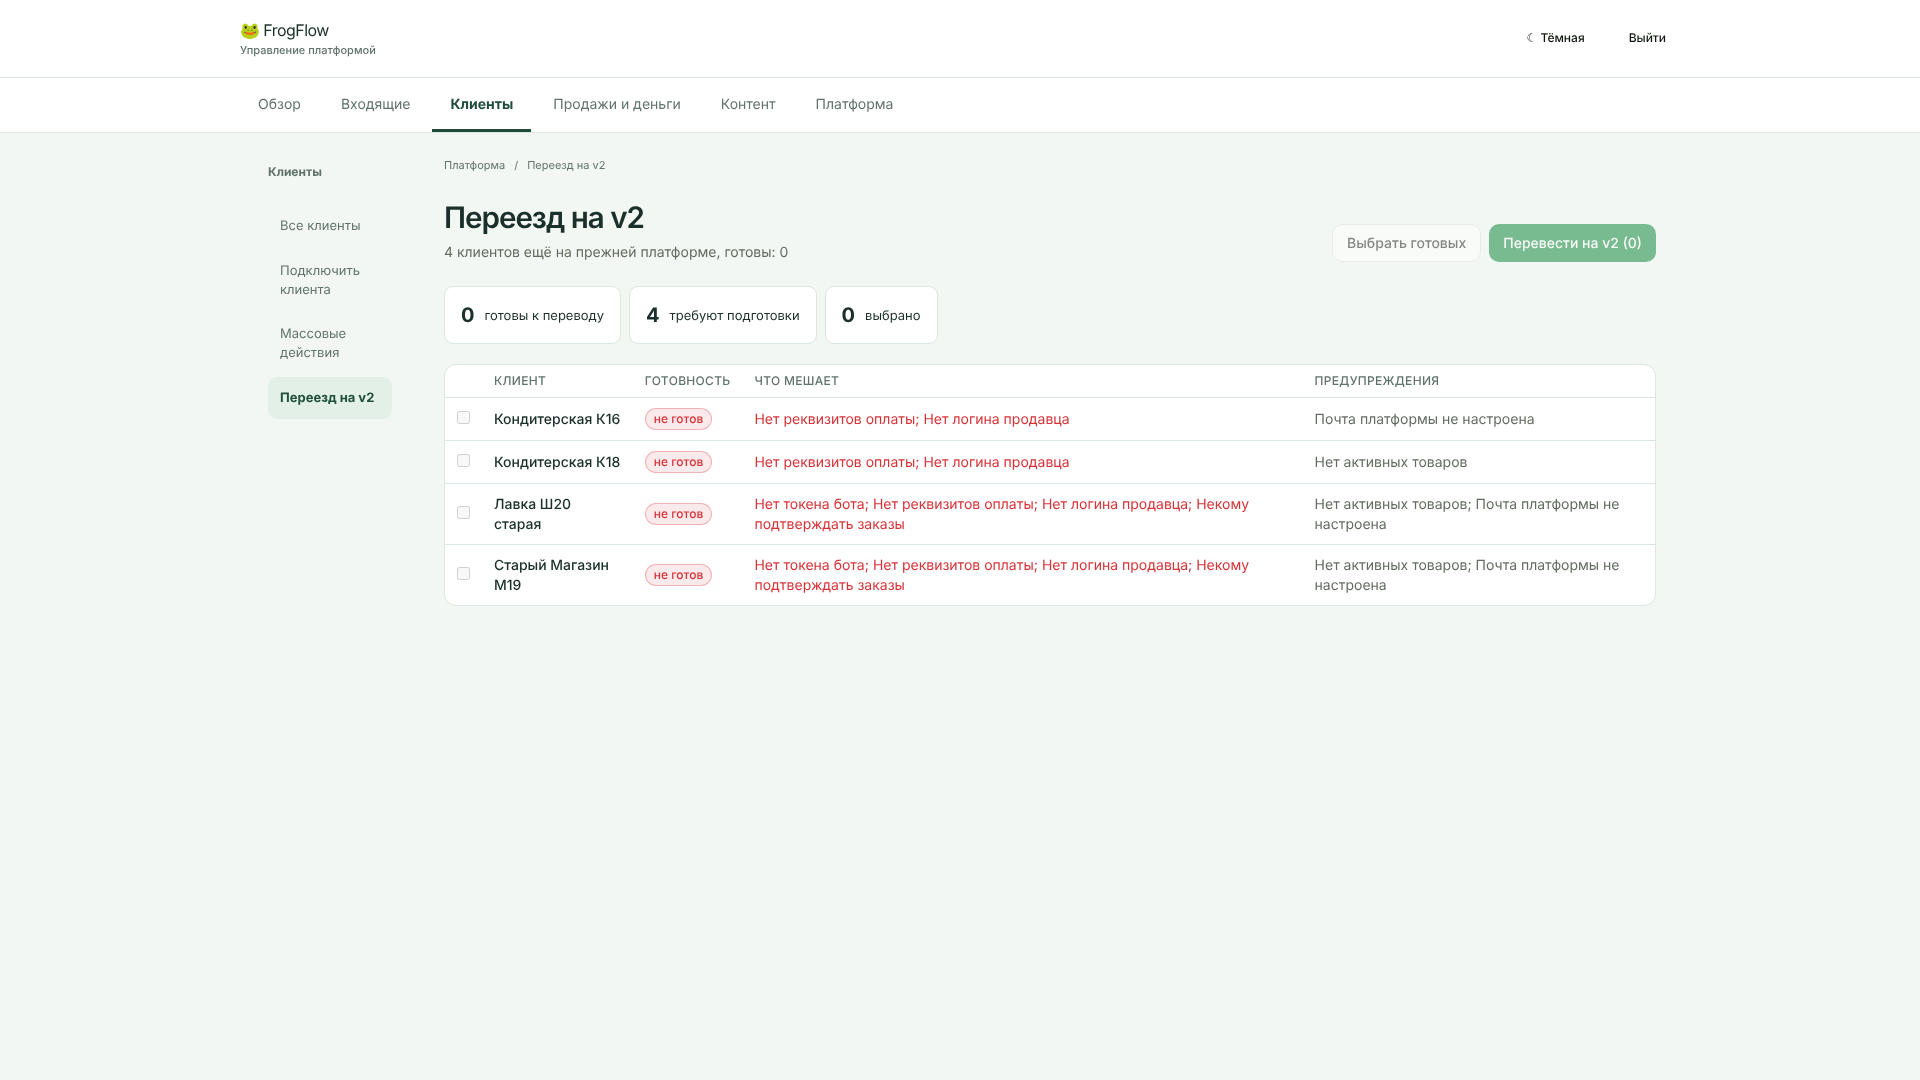 🐸 FrogFlow
Управление платформой
☾ Тёмная
Выйти
Обзор
Входящие
Клиенты
Продажи и деньги
Контент
Платформа
Клиенты
Все клиенты
Подключить
клиента
Массовые
действия
Переезд на v2
Платформа / Переезд на v2
Переезд на v2
4 клиентов ещё на прежней платформе, готовы: 0
Выбрать готовых
Перевести на v2 (0)
0 готовы к переводу
4 требуют подготовки
0 выбрано
КЛИЕНТ ГОТОВНОСТЬ ЧТО МЕШАЕТ ПРЕДУПРЕЖДЕНИЯ
Кондитерская К16 не готов Нет реквизитов оплаты; Нет логина продавца Почта платформы не настроена
Кондитерская К18 не готов Нет реквизитов оплаты; Нет логина продавца Нет активных товаров
Лавка Ш20
старая
не готов
Нет токена бота; Нет реквизитов оплаты; Нет логина продавца; Некому
подтверждать заказы
Нет активных товаров; Почта платформы не
настроена
Старый Магазин
М19
не готов
Нет токена бота; Нет реквизитов оплаты; Нет логина продавца; Некому
подтверждать заказы
Нет активных товаров; Почта платформы не
настроена